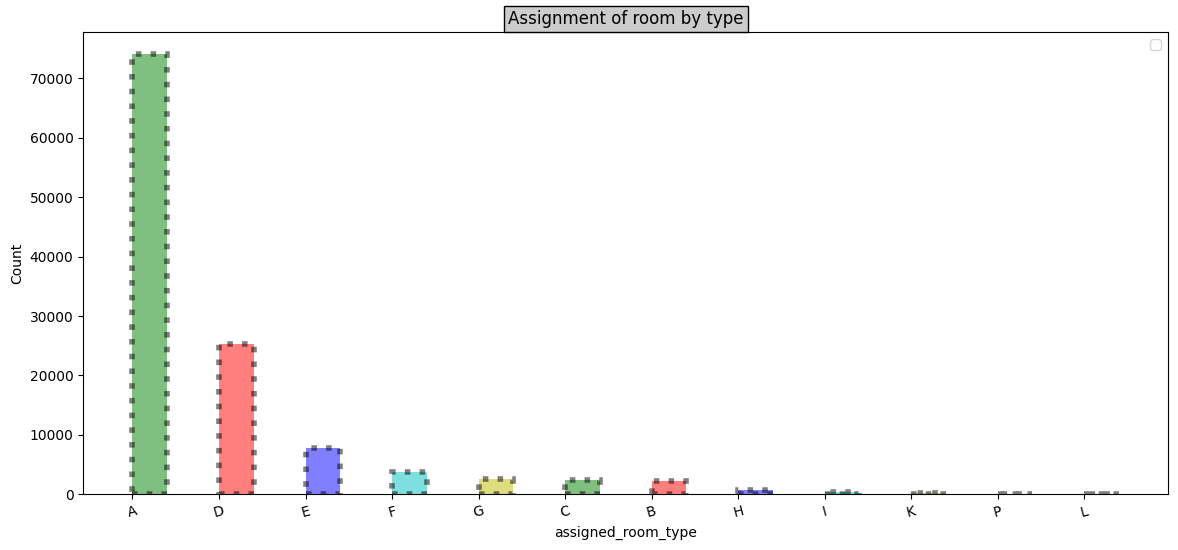 Assignment of room by type
70000
60000
50000
40000
30000
20000
10000
0
Count
A D E F G C B H I K P L
assigned_room_type